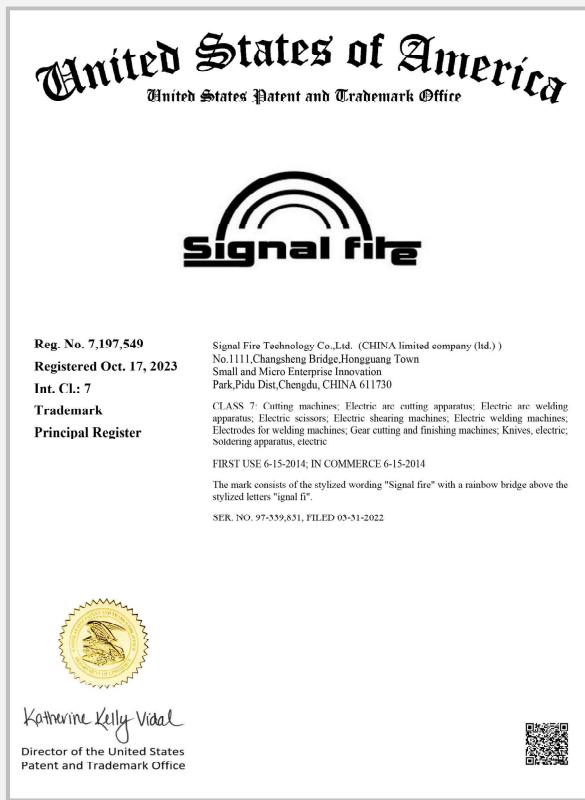 United States of America
United States Patent and Trademark Office
Signal fire
Reg. No. 7,197,549
Registered Oct. 17, 2023
Int. Cl.: 7
Trademark
Principal Register
Signal Fire Technology Co.,Ltd. (CHINA limited company (ltd.) )
No.1111,Changsheng Bridge,Hongguang Town
Small and Micro Enterprise Innovation
Park,Pidu Dist,Chengdu, CHINA 611730
CLASS 7: Cutting machines; Electric arc cutting apparatus; Electric arc welding
apparatus; Electric scissors; Electric shearing machines; Electric welding machines;
Electrodes for welding machines; Gear cutting and finishing machines; Knives, electric;
Soldering apparatus, electric
FIRST USE 6-15-2014; IN COMMERCE 6-15-2014
The mark consists of the stylized wording "Signal fire" with a rainbow bridge above the
stylized letters "ignal fi".
SER. NO. 97-339,851, FILED 03-31-2022
Katherine Kelly Vidal
Director of the United States
Patent and Trademark Office